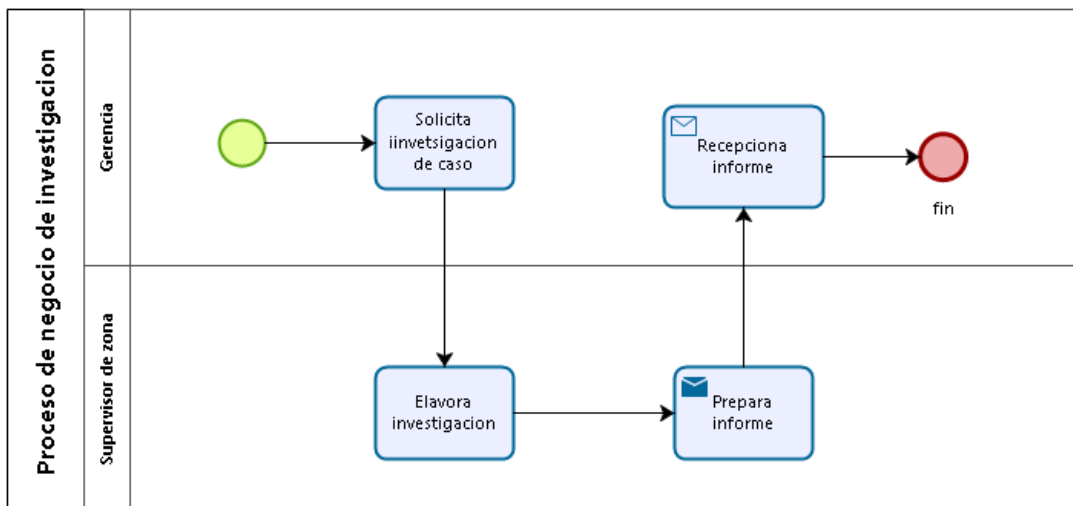 Proceso de negocio de investigacion
Gerencia
Solicita
iinvetsigacion
de caso
Recepciona
informe
fin
Supervisor de zona
Elavora
investigacion
Prepara
informe